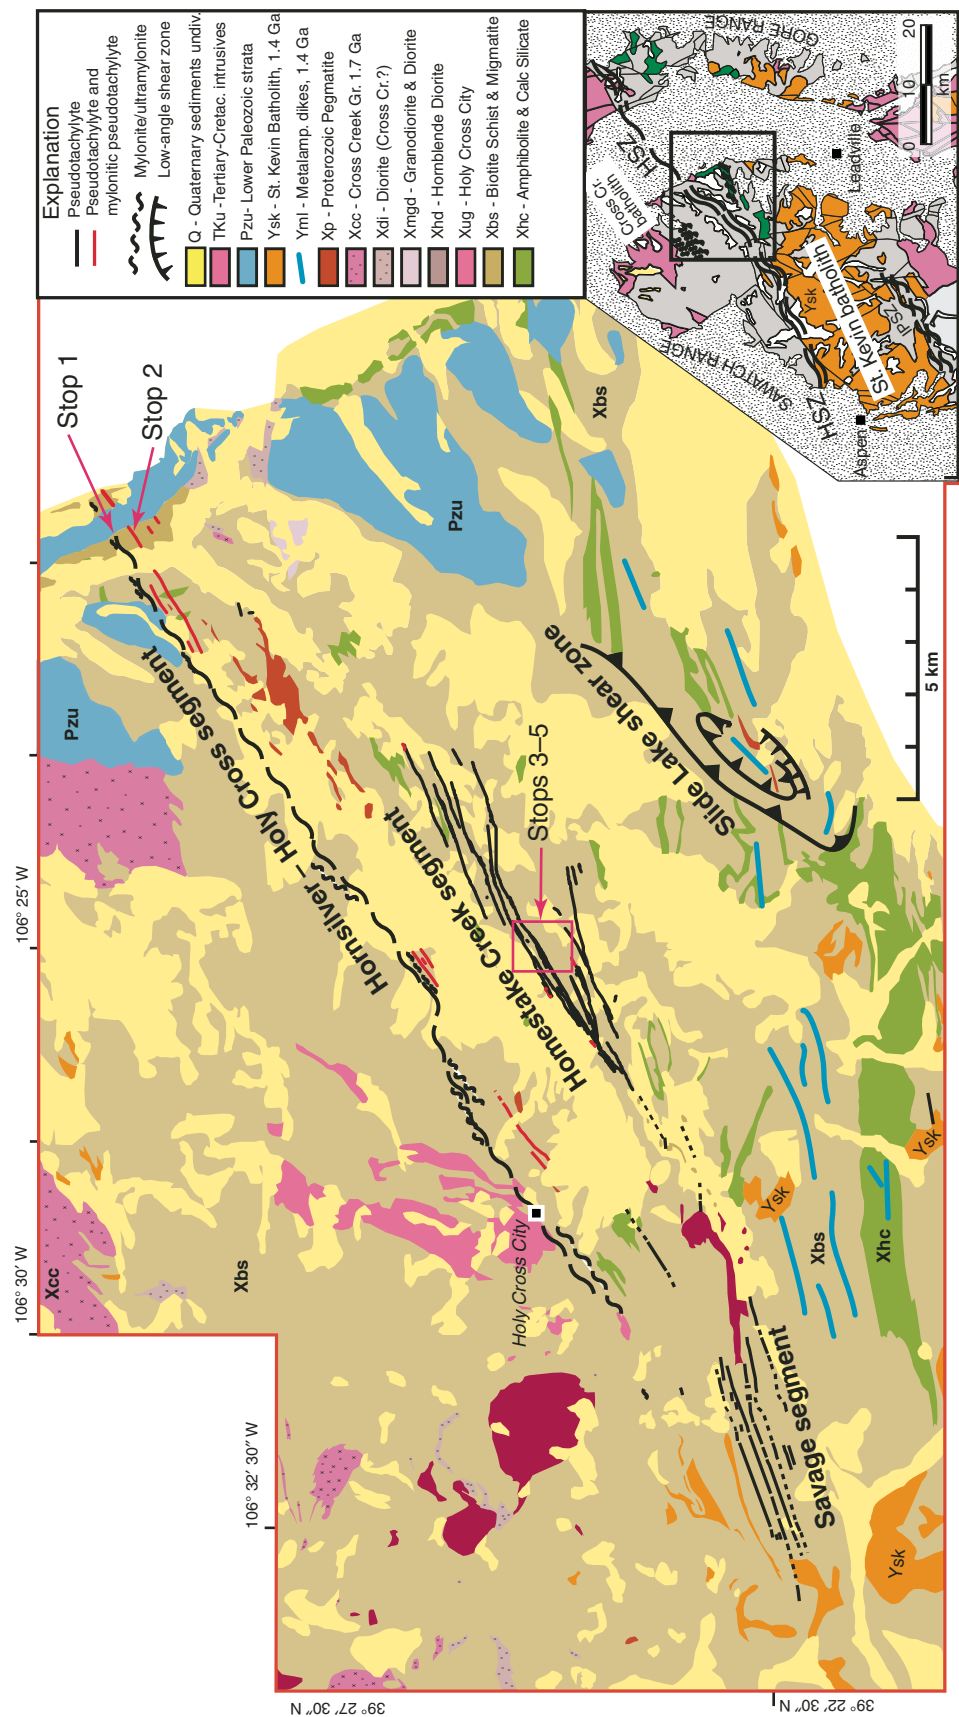 Explanation
Pseudotachylyte
Pseudotachylyte and
mylonitic pseudotachylyte
Mylonite/ultramylonite
Low-angle shear zone
Q - Quaternary sediments undiv.
TKu -Tertiary-Cretac. intrusives
Pzu- Lower Paleozoic strata
Ysk - St. Kevin Batholith, 1.4 Ga
Yml - Metalamp. dikes, 1.4 Ga
Xp - Proterozoic Pegmatite
Xcc - Cross Creek Gr. 1.7 Ga
Xdi - Diorite (Cross Cr.?)
Xmgd - Granodiorite & Diorite
Xhd - Hornblende Diorite
Xug - Holy Cross City
Xbs - Biotite Schist & Migmatite
Xhc - Amphibolite & Calc Silicate
Stop 1
Stop 2
Stops 3–5
106° 25' W
106° 30' W
106° 32' 30" W
39° 27' 30" N
39° 22' 30" N
Pzu
Pzu
Xcc
Xbs
Xbs
Xbs
Xhc
Ysk
Ysk
Ysk
Hornsilver – Holy Cross segment
Homestake Creek segment
Slide Lake shear zone
Savage segment
Holy Cross City
5 km
GORE RANGE
SAWATCH RANGE
HSZ
HSZ
Cross Cr.
batholith
Ysk
St. Kevin batholith
PSZ
Leadville
Aspen
0 10 20
km